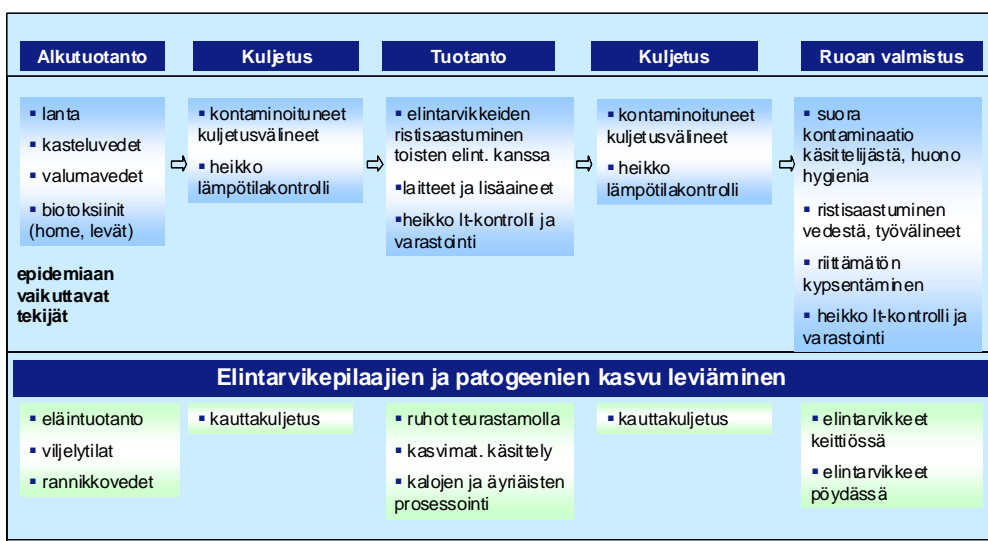 Alkutuotanto
Kuljetus
Tuotanto
Kuljetus
Ruoan valmistus
▪ lanta
▪ kasteluvedet
▪ valumavedet
▪ biotoksiinit
(home, levät)
▪ kontaminoituneet
kuljetusvälineet
▪ heikko
lämpötilakontrolli
▪ elintarvikkeiden
ristisaastuminen
toisten elint. kanssa
▪laitteet ja lisäaineet
▪heikko lt-kontrolli ja
varastointi
▪ kontaminoituneet
kuljetusvälineet
▪ heikko
lämpötilakontrolli
▪ suora
kontaminaatio
käsittelijästä, huono
hygienia
▪ ristisaastuminen
vedestä, työvälineet
▪ riittämätön
kypsentäminen
▪ heikko lt-kontrolli ja
varastointi
epidemiaan
vaikuttavat
tekijät
Elintarvikepilaajien ja patogeenien kasvu leviäminen
▪ eläintuotanto
▪ viljelytilat
▪ rannikkovedet
▪ kauttakuljetus
▪ ruhot teurastamolla
▪ kasvimat. käsittely
▪ kalojen ja äyriäisten
prosessointi
▪ kauttakuljetus
▪ elintarvikkeet
keittiössä
▪ elintarvikkeet
pöydässä